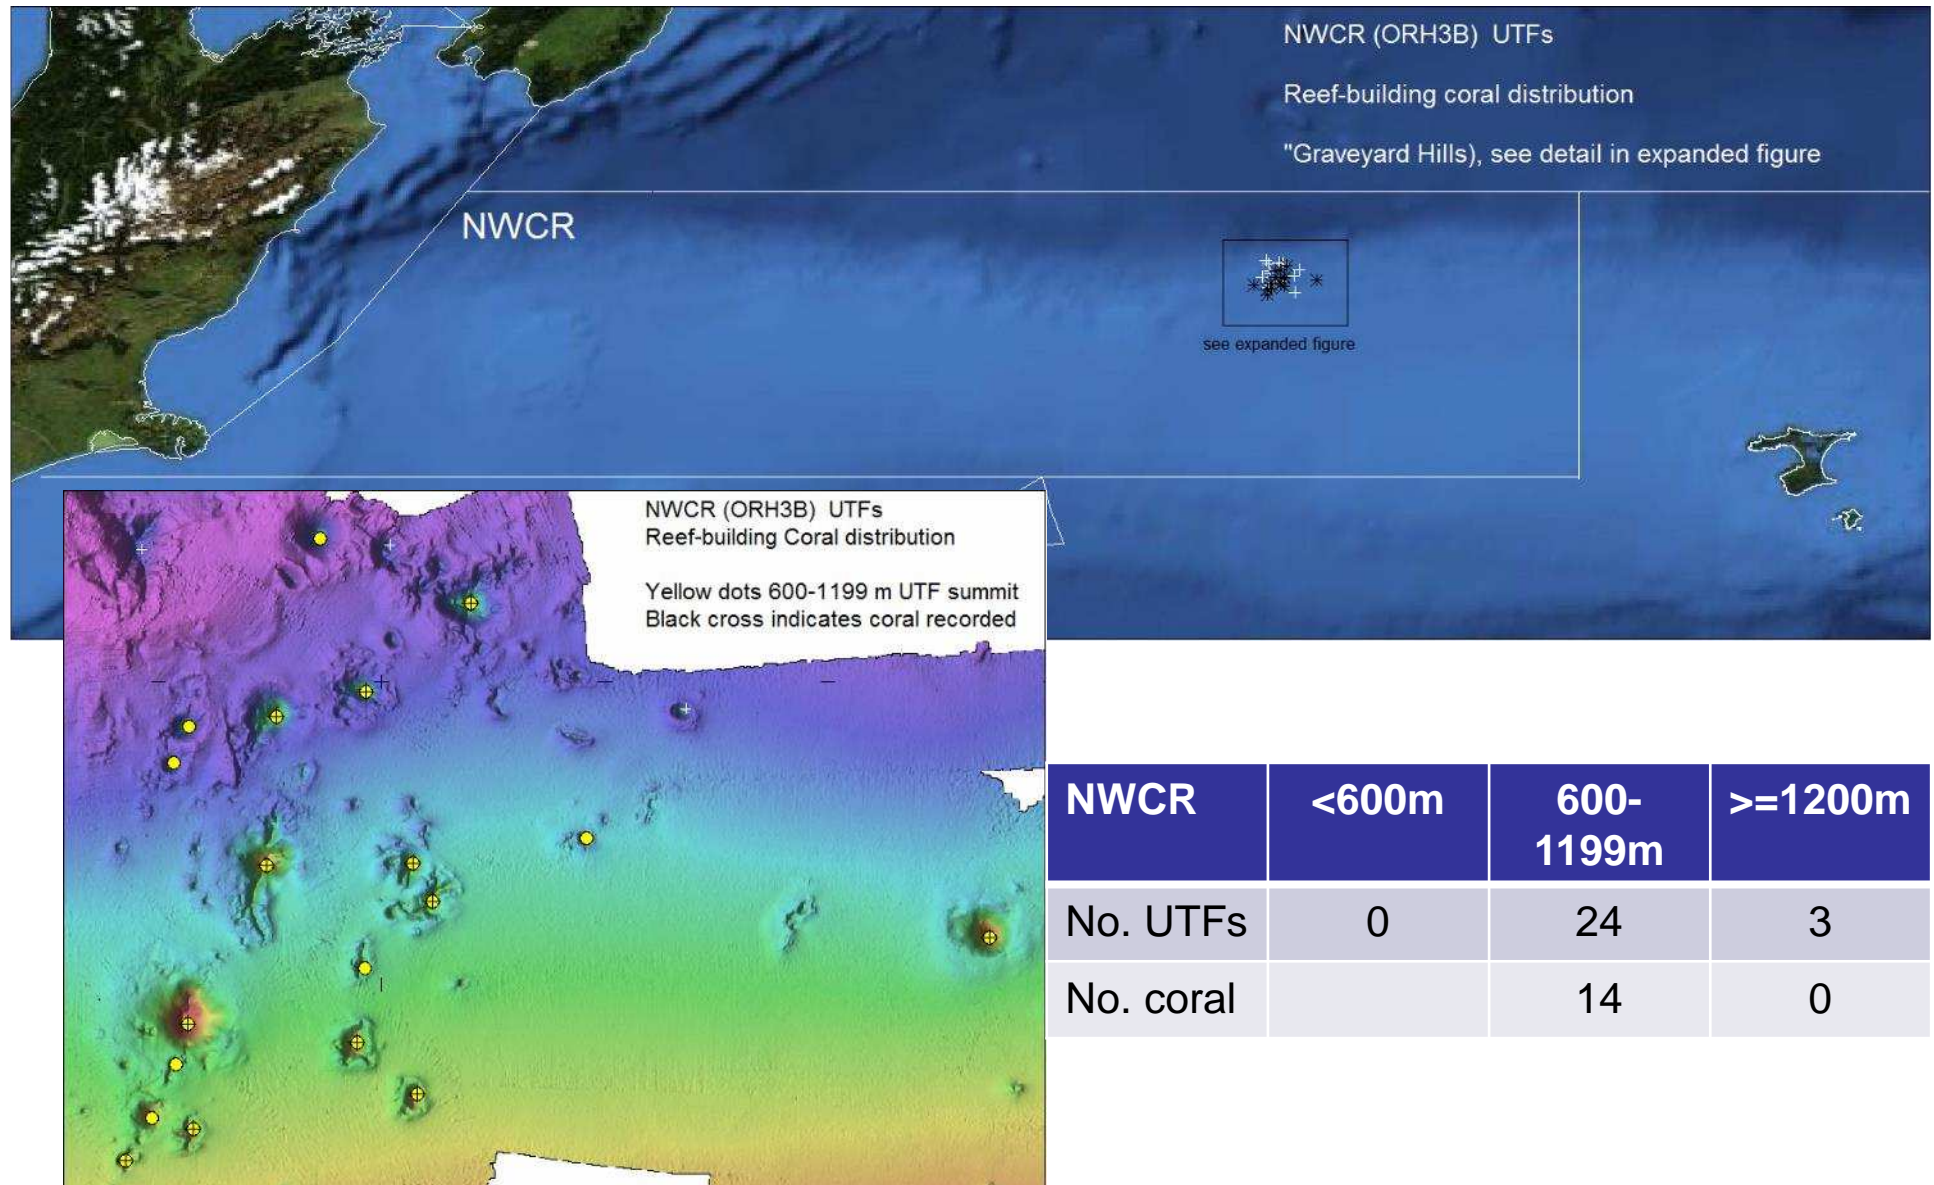 NWCR (ORH3B) UTFs
Reef-building coral distribution
"Graveyard Hills), see detail in expanded figure
NWCR
see expanded figure
NWCR (ORH3B) UTFs
Reef-building Coral distribution
Yellow dots 600-1199 m UTF summit
Black cross indicates coral recorded
NWCR <600m 600- >=1200m
1199m
No. UTFs 0 24 3
No. coral 14 0